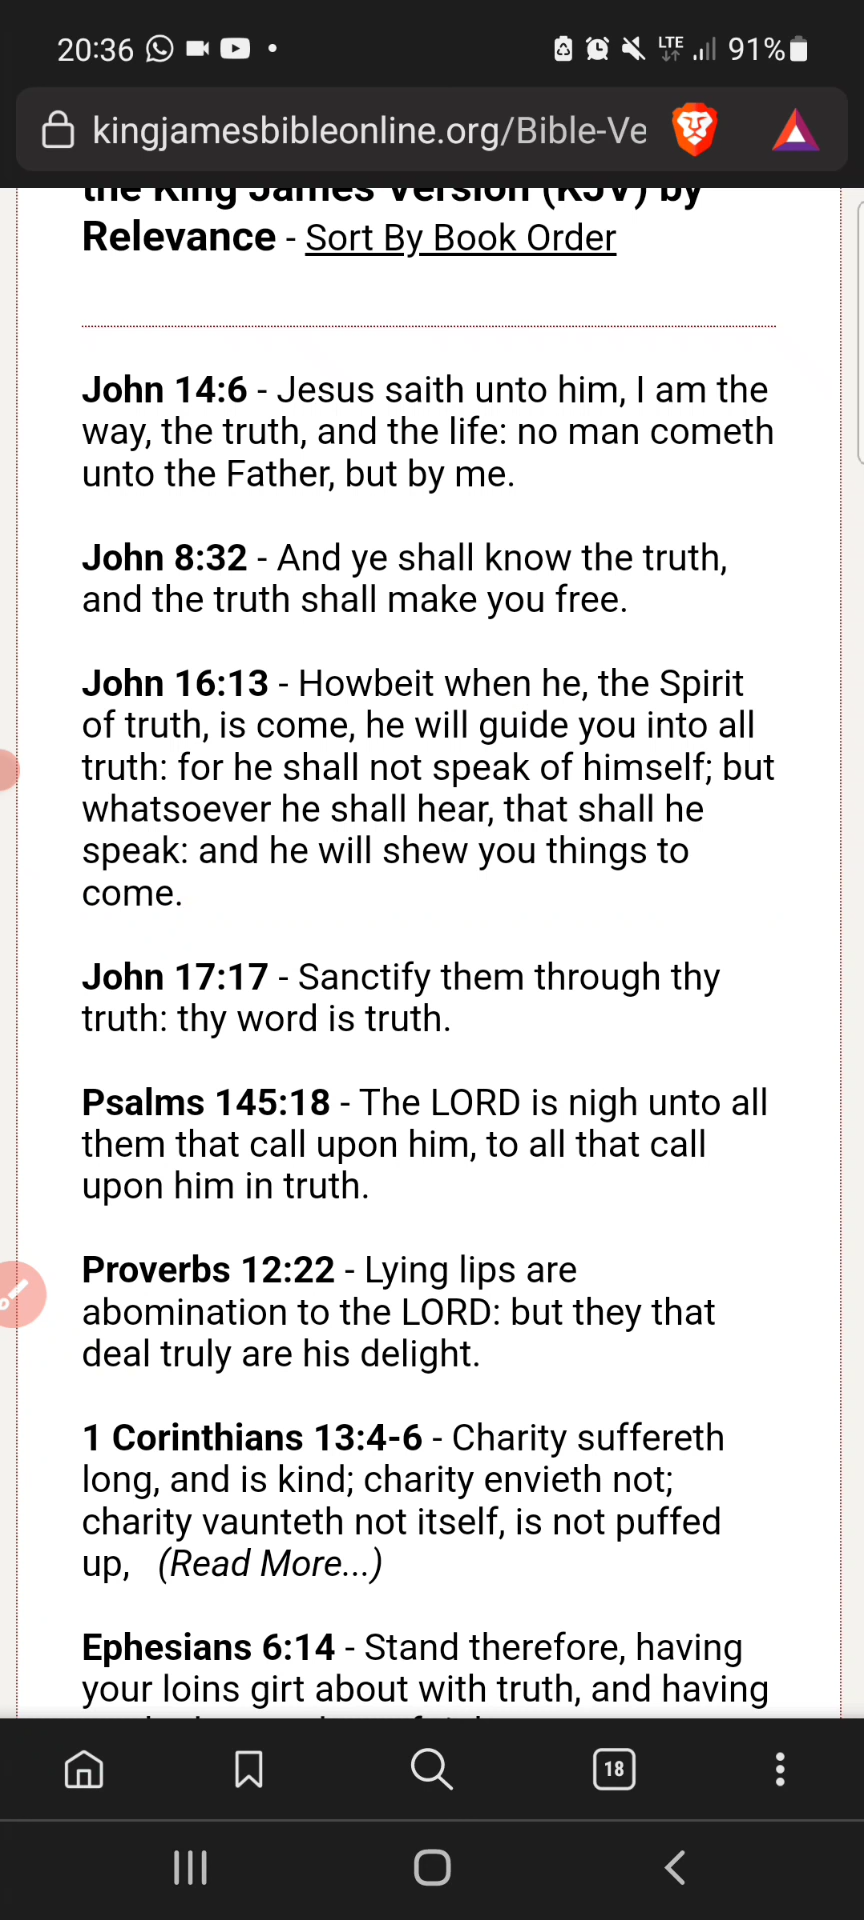 20:36
LTE 91%
kingjamesbibleonline.org/Bible-Ve
the King James Version (KJV) by
Relevance - Sort By Book Order
John 14:6 - Jesus saith unto him, I am the
way, the truth, and the life: no man cometh
unto the Father, but by me.
John 8:32 - And ye shall know the truth,
and the truth shall make you free.
John 16:13 - Howbeit when he, the Spirit
of truth, is come, he will guide you into all
truth: for he shall not speak of himself; but
whatsoever he shall hear, that shall he
speak: and he will shew you things to
come.
John 17:17 - Sanctify them through thy
truth: thy word is truth.
Psalms 145:18 - The LORD is nigh unto all
them that call upon him, to all that call
upon him in truth.
Proverbs 12:22 - Lying lips are
abomination to the LORD: but they that
deal truly are his delight.
1 Corinthians 13:4-6 - Charity suffereth
long, and is kind; charity envieth not;
charity vaunteth not itself, is not puffed
up, (Read More...)
Ephesians 6:14 - Stand therefore, having
your loins girt about with truth, and having
18